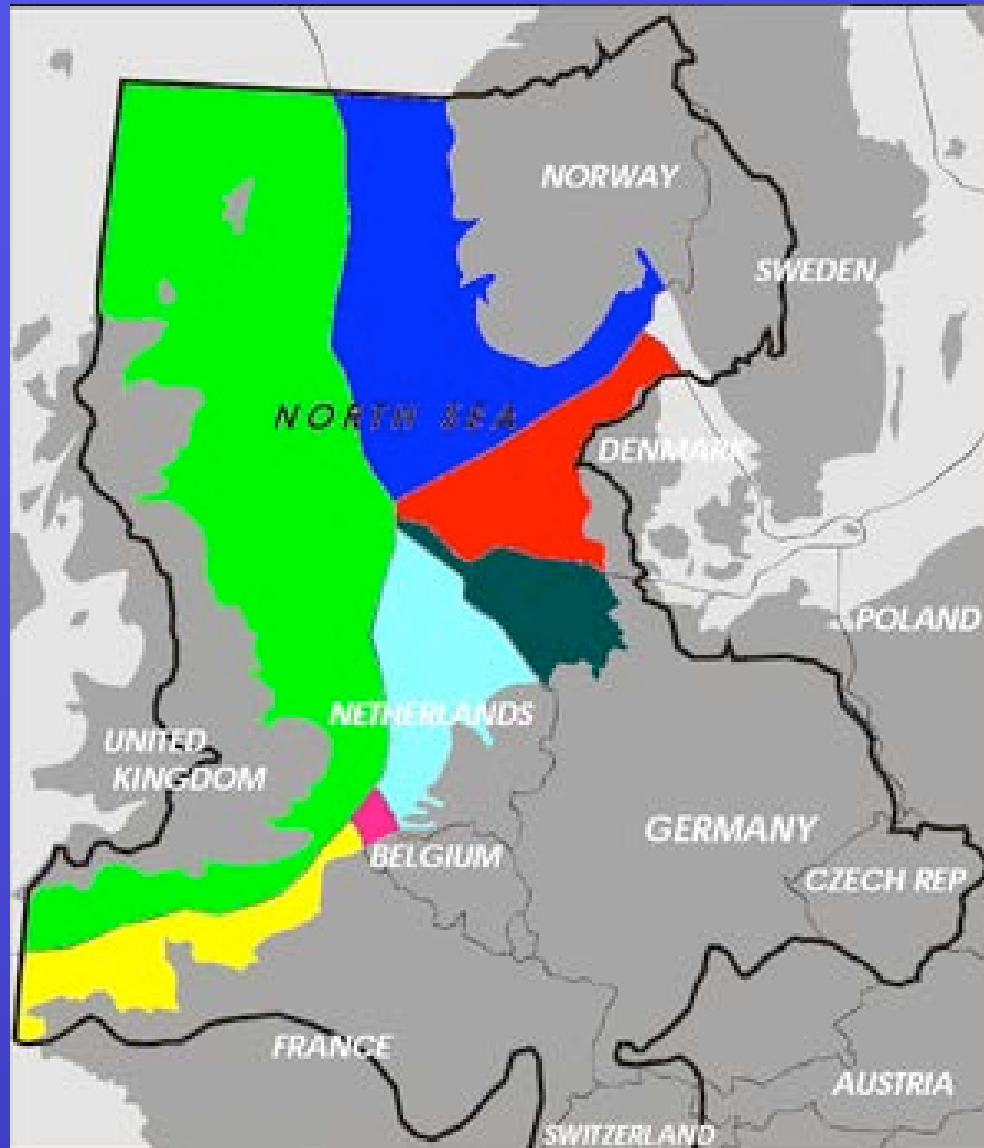 NORWAY
SWEDEN
NORTH SEA
DENMARK
POLAND
NETHERLANDS
UNITED
KINGDOM
GERMANY
BELGIUM
CZECH REP
FRANCE
AUSTRIA
SWITZERLAND